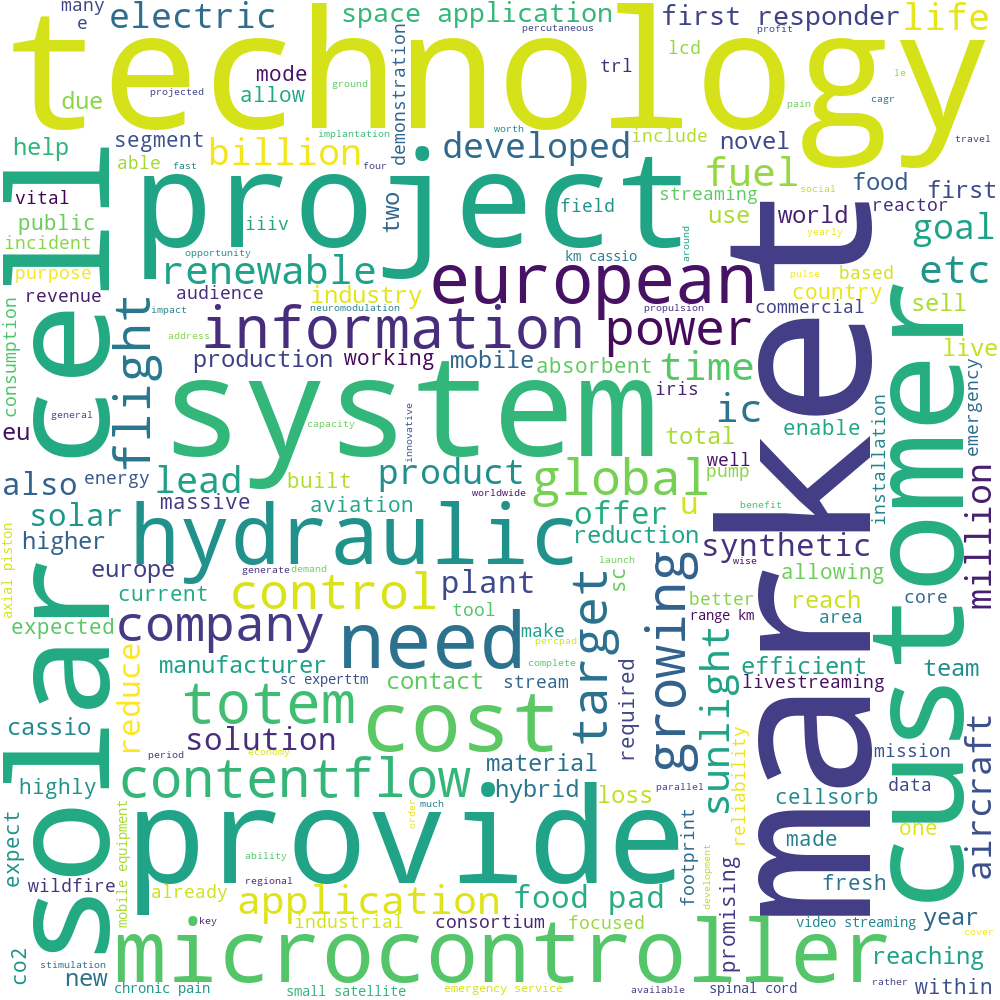 many
e
electric
space application
percutaneous
first responder
profit
life
technology
lcd
le
mode
trl
due
projected
allow
ground
demonstration
pain
cagr
help
segment
able
billion
fast
implantation
four
developed
worth
include
novel
travel
vital
public
incident
purpose
project
two
iiiv
field
streaming
fuel
social
food
first
use
world
reactor
yearly
goal
opportunity
km cassio
around
renewable
european
pulse
based
etc
revenue
audience
impact
neuromodulation
industry
propulsion
country
commercial
sell
address
information
power
consumption
flight
production
working
mobile
absorbent
time
live
cell
system
iris
ic
market
customer
general
capacity
innovative
enable
emergency
eu
total
installation
also
energy
lead
built
product
global
well
pump
worldwide
u
benefit
million
solar
massive
aviation
offer
higher
hydraulic
reduction
synthetic
europe
generate
demand
launch
wise
axial piston
current
control
plant
sc
growing
allowing
tool
target
better
reach
core
expected
company
need
make
range km
area
percpad
manufacturer
complete
sunlight
efficient
team
sc experttm
contact
stream
required
livestreaming
reduce
totem
cost
cassio
solution
economy
reliability
mission
aircraft
period
material
highly
contentflow
hybrid
loss
parallel
cellsorb
data
expect
mobile equipment
order
much
footprint
one
provide
made
wildfire
ability
already
regional
application
food pad
development
fresh
promising
key
industrial
consortium
focused
video streaming
year
cover
microcontroller
co2
stimulation
new
reaching
chronic pain
small satellite
emergency service
available
spinal cord
rather
within